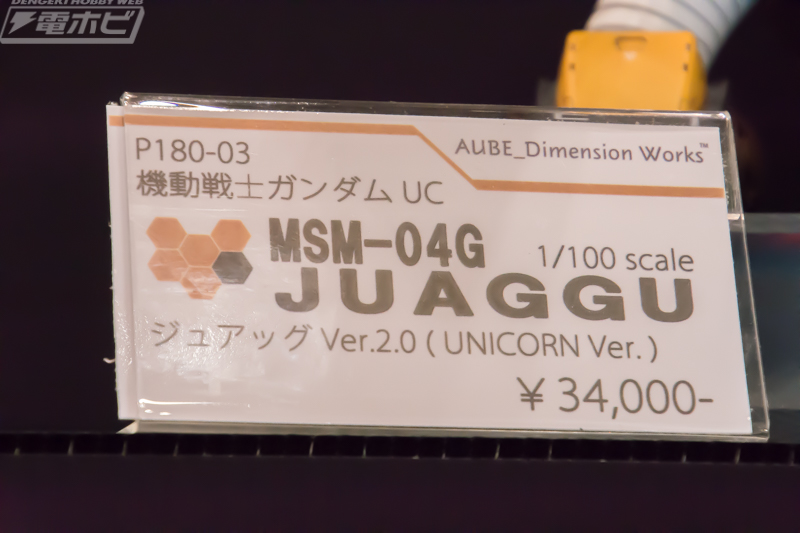 DENGEKI HOBBY WEB
電ホビ
P180-03
AUBE_Dimension Works™
機動戦士ガンダム UC
MSM-04G
1/100 scale
JUAGGU
ジュアッグ Ver.2.0 ( UNICORN Ver. )
¥ 34,000-